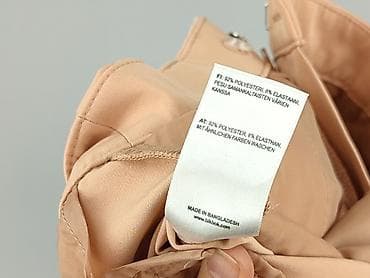 FI: 92% POLYESTERI, 8% ELASTAANI,
PESU SAMANKALTAISTEN VÄRIEN
KANSSA
AT: 92% POLYESTER, 8% ELASTHAN,
MIT ÄHNLICHEN FARBEN WASCHEN
MADE IN BANGLADESH